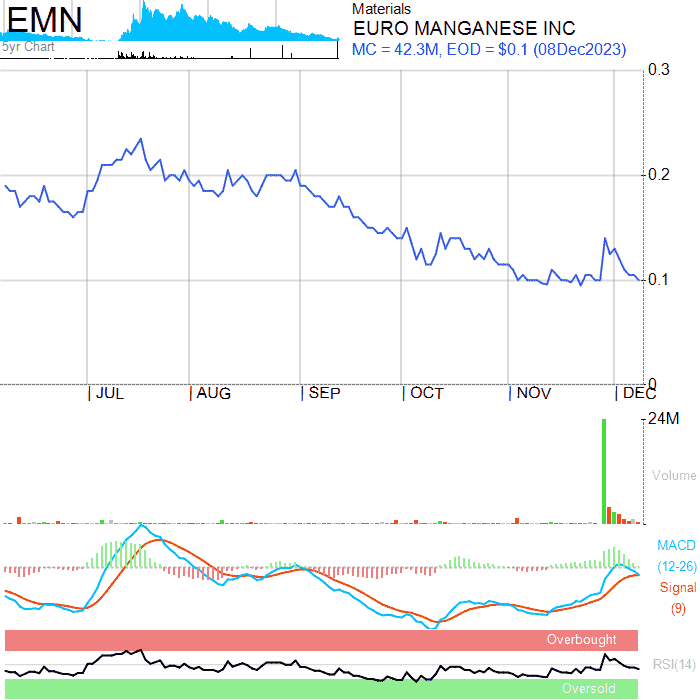 EMN
5yr Chart
Materials
EURO MANGANESE INC
MC = 42.3M, EOD = $0.1 (08Dec2023)
0.3
0.2
0.1
0
JUL AUG SEP OCT NOV DEC
24M
Volume
MACD
(12-26)
Signal
(9)
Overbought
RSI(14)
Oversold